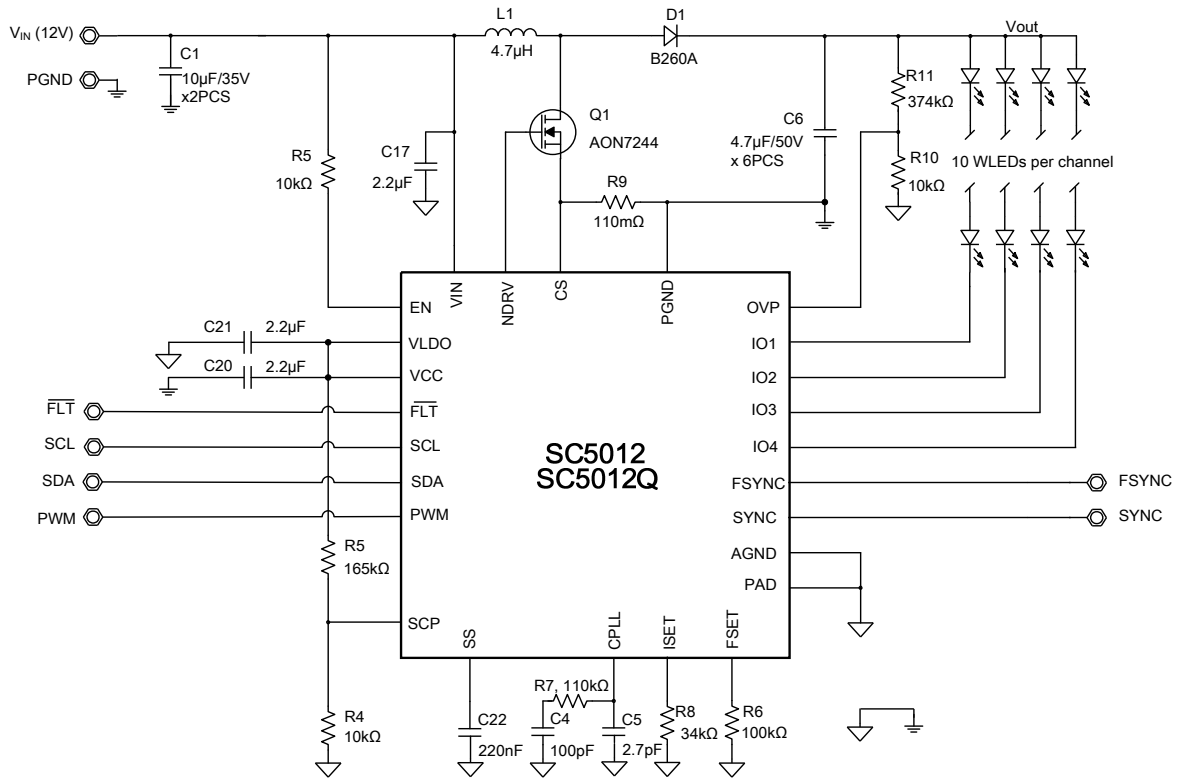 L1
D1
V_IN (12V)
Vout
4.7µH
C1
B260A
10µF/35V
x2PCS
PGND
R11
374kΩ
Q1
C6
AON7244
4.7µF/50V
x 6PCS
R5
10kΩ
C17
2.2µF
10 WLEDs per channel
R10
10kΩ
R9
110mΩ
VIN
NDRV
CS
PGND
EN
OVP
C21
2.2µF
VLDO
IO1
C20
2.2µF
VCC
IO2
FLT
FLT
IO3
SCL
SCL
SC5012
IO4
SDA
SDA
SC5012Q
FSYNC
FSYNC
PWM
PWM
SYNC
SYNC
R5
165kΩ
AGND
PAD
SCP
SS
CPLL
ISET
FSET
R7, 110kΩ
R4
10kΩ
C22
220nF
C4
100pF
C5
2.7pF
R8
34kΩ
R6
100kΩ